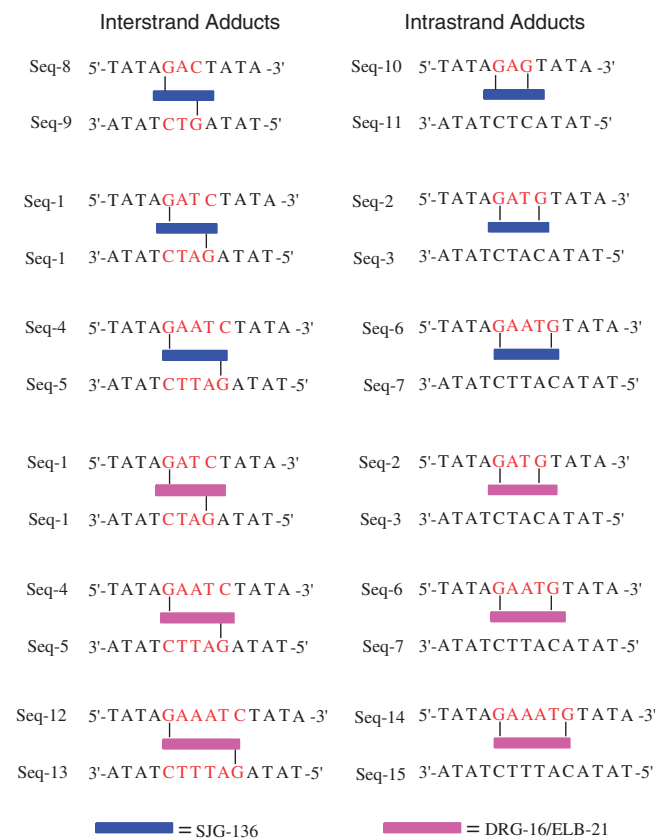 Interstrand Adducts
Intrastrand Adducts
Seq-8 5'-TATAGACTATA-3'
Seq-9 3'-ATATCTGATAT-5'
Seq-10 5'-TATAGAGTATA-3'
Seq-11 3'-ATATCTCATAT-5'
Seq-1 5'-TATAGATCTATA-3'
Seq-1 3'-ATATCTAGATAT-5'
Seq-2 5'-TATAGATGTATA-3'
Seq-3 3'-ATATCTACATAT-5'
Seq-4 5'-TATAGAATCTATA-3'
Seq-5 3'-ATATCTTAGATAT-5'
Seq-6 5'-TATAGAATGTATA-3'
Seq-7 3'-ATATCTTACATAT-5'
Seq-1 5'-TATAGATCTATA-3'
Seq-1 3'-ATATCTAGATAT-5'
Seq-2 5'-TATAGATGTATA-3'
Seq-3 3'-ATATCTACATAT-5'
Seq-4 5'-TATAGAATCTATA-3'
Seq-5 3'-ATATCTTAGATAT-5'
Seq-6 5'-TATAGAATGTATA-3'
Seq-7 3'-ATATCTTACATAT-5'
Seq-12 5'-TATAGAAATCTATA-3'
Seq-13 3'-ATATCTTTAGATAT-5'
Seq-14 5'-TATAGAAATGTATA-3'
Seq-15 3'-ATATCTTTACATAT-5'
= SJG-136
= DRG-16/ELB-21